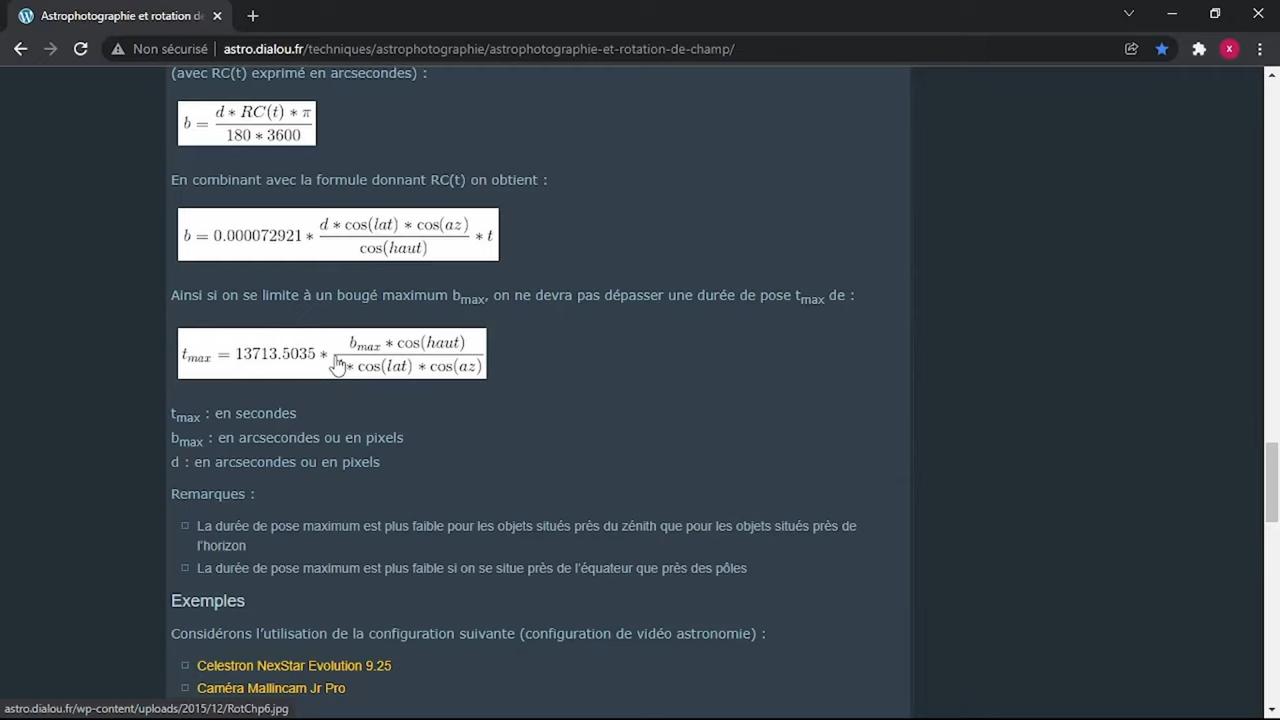 Astrophotographie et rotation de
Non sécurisé
astro.dialou.fr/techniques/astrophotographie/astrophotographie-et-rotation-de-champ/
x
(avec RC(t) exprimé en arcsecondes) :
b = d * RC(t) * π / 180 * 3600
En combinant avec la formule donnant RC(t) on obtient :
b = 0.000072921 * d * cos(lat) * cos(az) / cos(haut) * t
Ainsi si on se limite à un bougé maximum bmax, on ne devra pas dépasser une durée de pose tmax de :
tmax = 13713.5035 * bmax * cos(haut) / * cos(lat) * cos(az)
tmax : en secondes
bmax : en arcsecondes ou en pixels
d : en arcsecondes ou en pixels
Remarques :
La durée de pose maximum est plus faible pour les objets situés près du zénith que pour les objets situés près de
l'horizon
La durée de pose maximum est plus faible si on se situe près de l'équateur que près des pôles
Exemples
Considérons l'utilisation de la configuration suivante (configuration de vidéo astronomie) :
Celestron NexStar Evolution 9.25
Caméra Mallincam Jr Pro
astro.dialou.fr/wp-content/uploads/2015/12/RotChp6.jpg